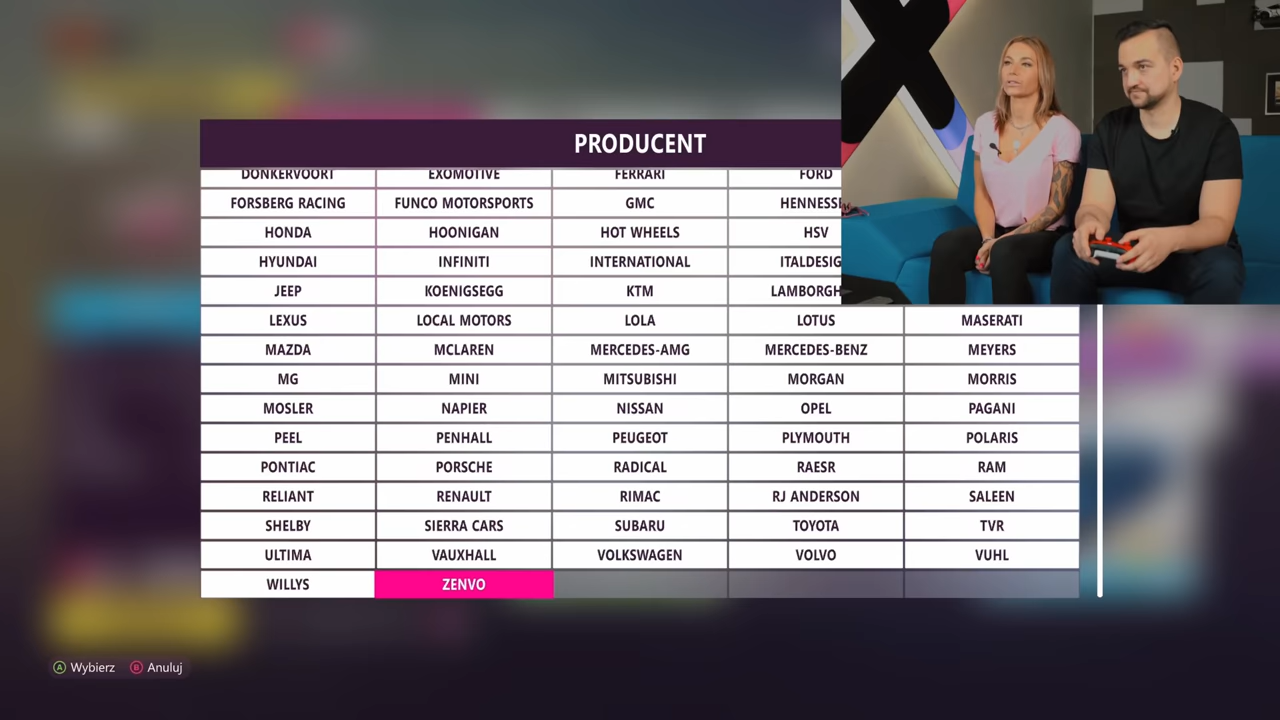 PRODUCENT
DONKERVOORT EXOMOTIVE FERRARI FORD
FORSBERG RACING FUNCO MOTORSPORTS GMC
HONDA HOONIGAN HOT WHEELS HSV
HYUNDAI INFINITI INTERNATIONAL
JEEP KOENIGSEGG KTM
LEXUS LOCAL MOTORS LOLA LOTUS MASERATI
MAZDA MCLAREN MERCEDES-AMG MERCEDES-BENZ MEYERS
MG MINI MITSUBISHI MORGAN MORRIS
MOSLER NAPIER NISSAN OPEL PAGANI
PEEL PENHALL PEUGEOT PLYMOUTH POLARIS
PONTIAC PORSCHE RADICAL RAESR RAM
RELIANT RENAULT RIMAC RJ ANDERSON SALEEN
SHELBY SIERRA CARS SUBARU TOYOTA TVR
ULTIMA VAUXHALL VOLKSWAGEN VOLVO VUHL
WILLYS ZENVO
A Wybierz B Anuluj